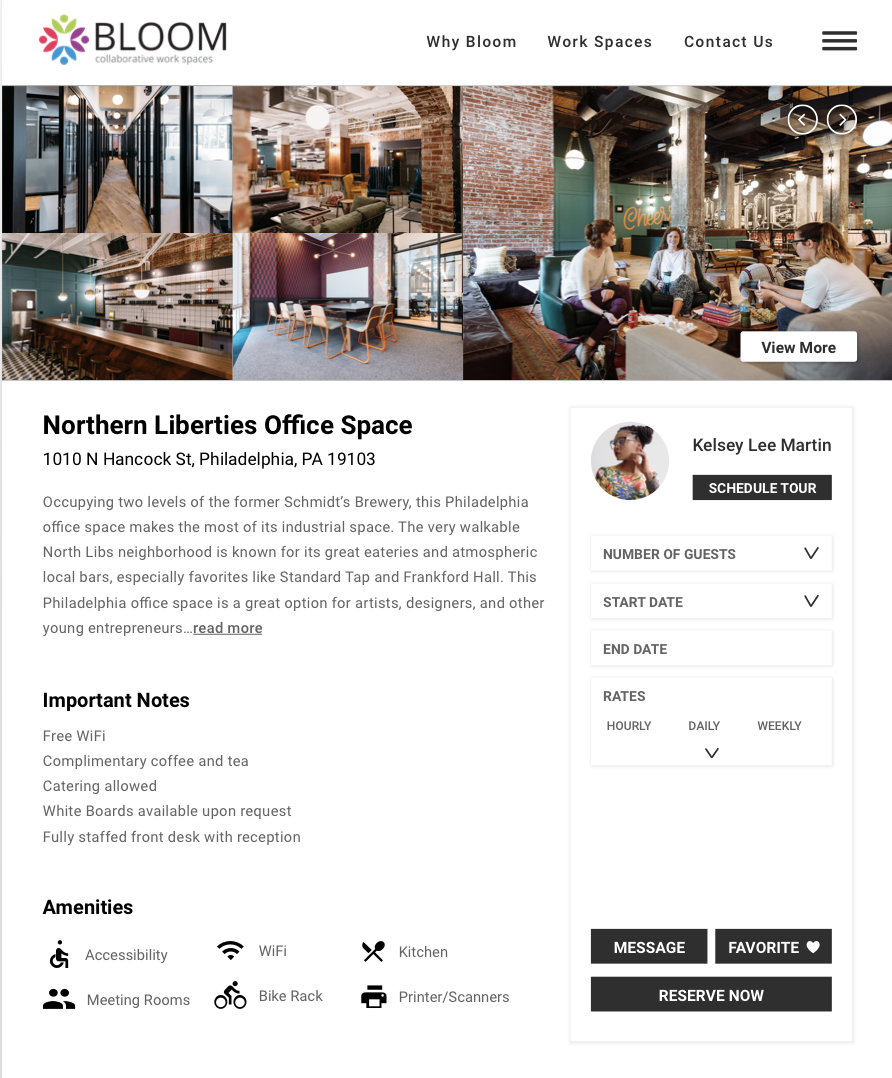 BLOOM
collaborative work spaces
Why Bloom
Work Spaces
Contact Us
Cheers
View More
Northern Liberties Office Space
1010 N Hancock St, Philadelphia, PA 19103
Occupying two levels of the former Schmidt’s Brewery, this Philadelphia
office space makes the most of its industrial space. The very walkable
North Libs neighborhood is known for its great eateries and atmospheric
local bars, especially favorites like Standard Tap and Frankford Hall. This
Philadelphia office space is a great option for artists, designers, and other
young entrepreneurs…read more
Important Notes
Free WiFi
Complimentary coffee and tea
Catering allowed
White Boards available upon request
Fully staffed front desk with reception
Amenities
Accessibility
WiFi
Kitchen
Meeting Rooms
Bike Rack
Printer/Scanners
Kelsey Lee Martin
SCHEDULE TOUR
NUMBER OF GUESTS
START DATE
END DATE
RATES
HOURLY
DAILY
WEEKLY
MESSAGE
FAVORITE
RESERVE NOW